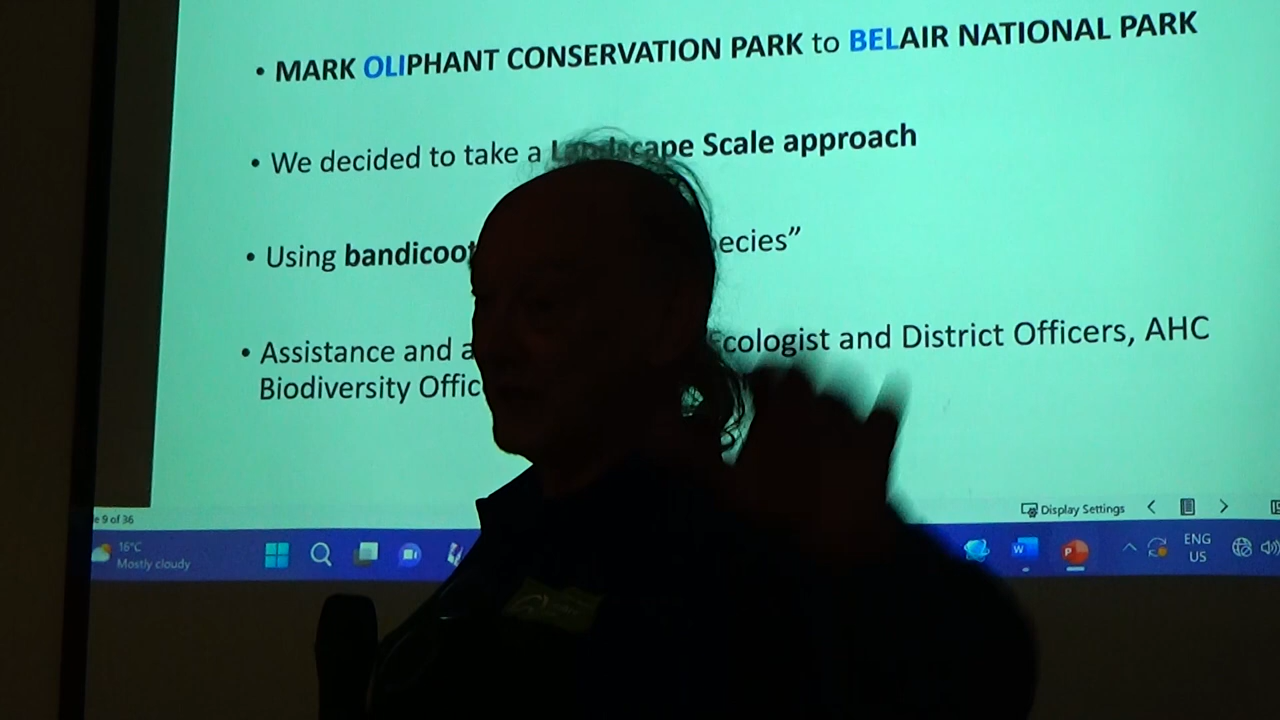 • MARK OLIPHANT CONSERVATION PARK to BELAIR NATIONAL PARK
• We decided to take a Landscape Scale approach
• Using bandicoot ecies”
• Assistance and a cologist and District Officers, AHC
Biodiversity Offic
e 9 of 36
Display Settings
16°C
Mostly cloudy
ENG
US